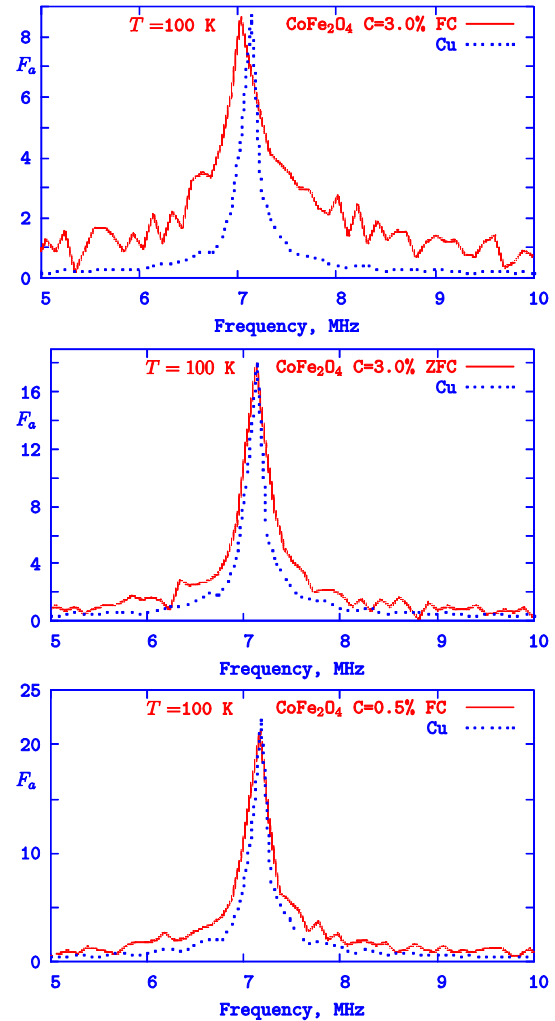 T = 100 K CoFe₂O₄ C=3.0% FC
Cu
8
Fₐ
6
4
2
0
5 6 7 8 9 10
Frequency, MHz
T = 100 K CoFe₂O₄ C=3.0% ZFC
Cu
16
Fₐ
12
8
4
0
5 6 7 8 9 10
Frequency, MHz
25
T =100 K CoFe₂O₄ C=0.5% FC
Cu
20
Fₐ
15
10
5
0
5 6 7 8 9 10
Frequency, MHz